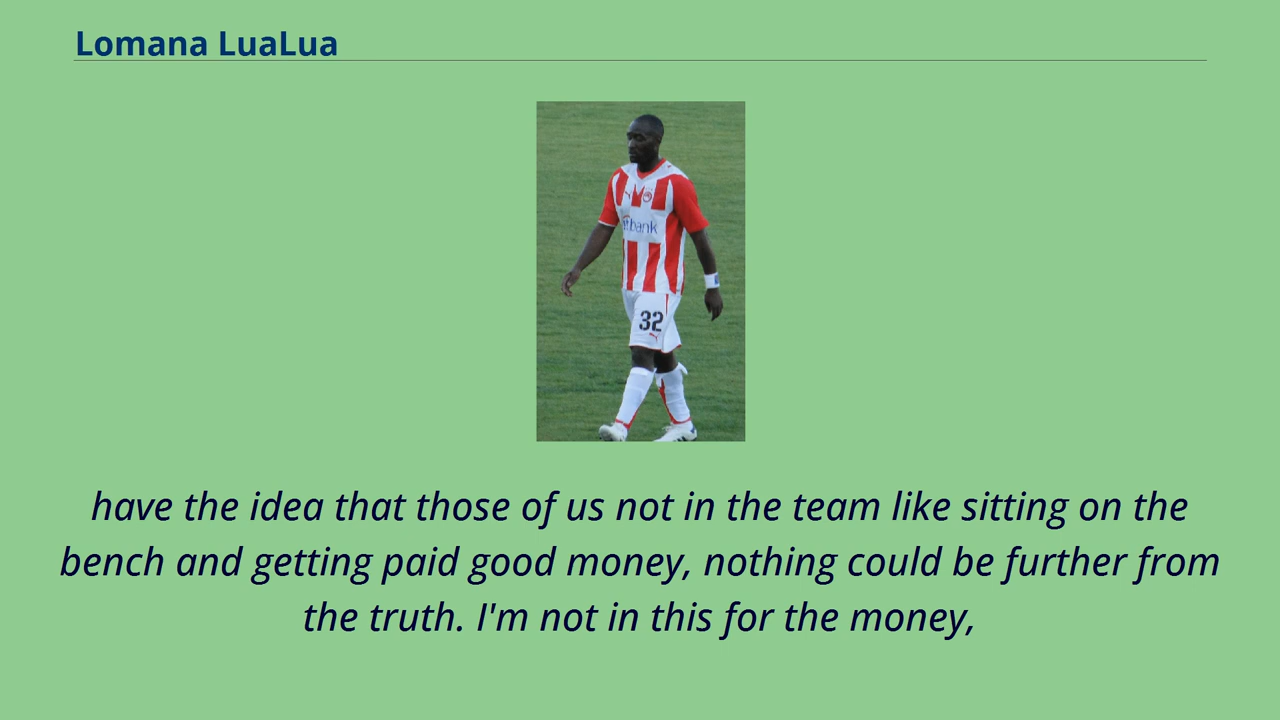 Lomana LuaLua
bank
32
have the idea that those of us not in the team like sitting on the
bench and getting paid good money, nothing could be further from
the truth. I'm not in this for the money,